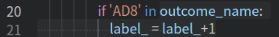 20 if 'AD8' in outcome_name:
21 label_ = label_+1